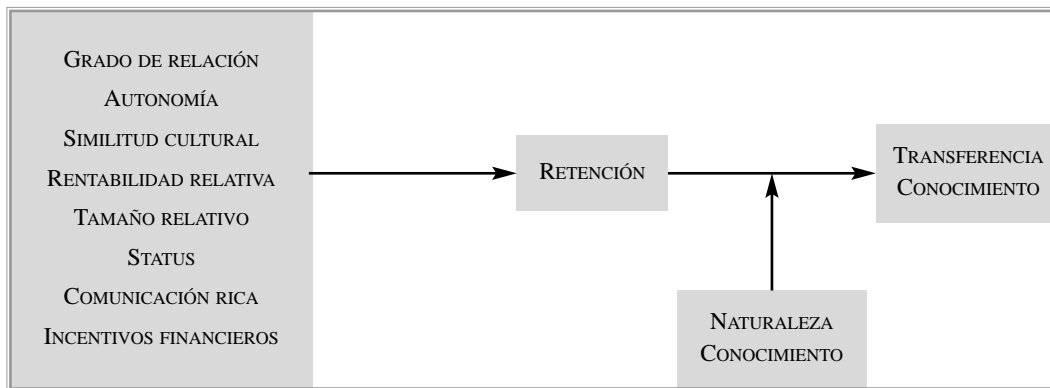 GRADO DE RELACIÓN
AUTONOMÍA
SIMILITUD CULTURAL
RENTABILIDAD RELATIVA
TAMAÑO RELATIVO
STATUS
COMUNICACIÓN RICA
INCENTIVOS FINANCIEROS
RETENCIÓN
TRANSFERENCIA
CONOCIMIENTO
NATURALEZA
CONOCIMIENTO